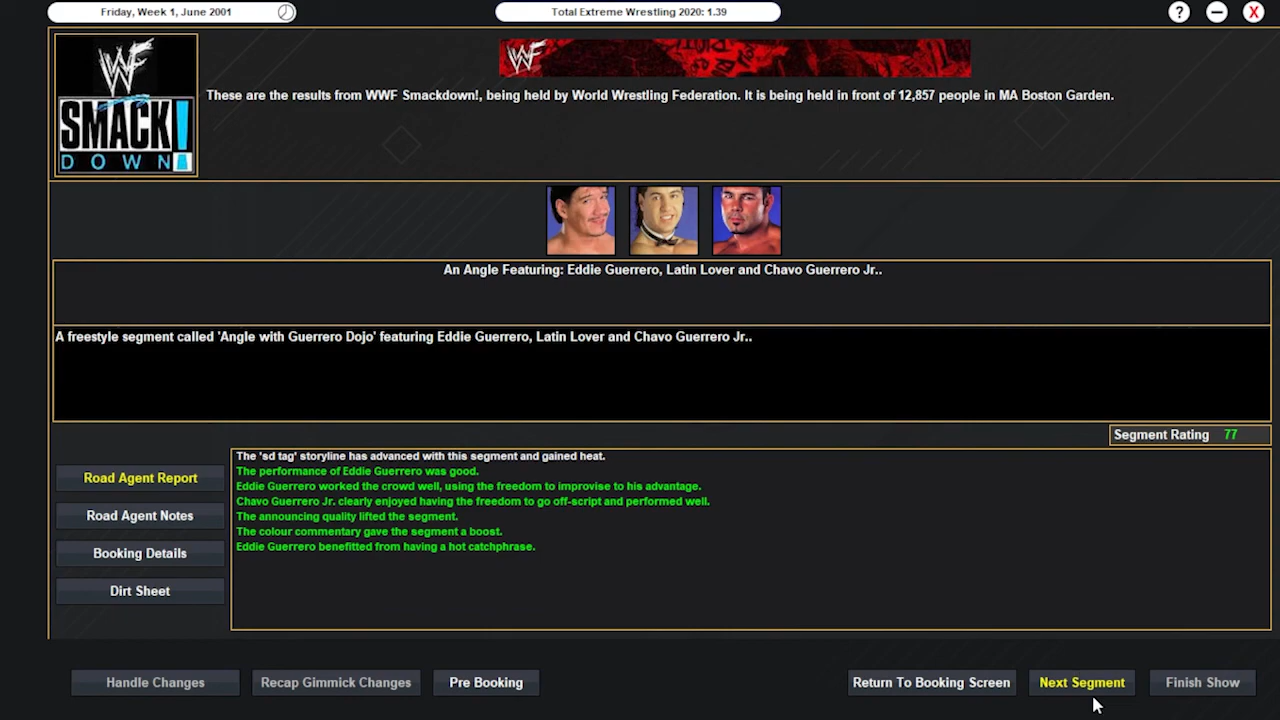 Friday, Week 1, June 2001
Total Extreme Wrestling 2020: 1.39
?
X
WF
SMACK!
DOWN
WF
These are the results from WWF Smackdown!, being held by World Wrestling Federation. It is being held in front of 12,857 people in MA Boston Garden.
An Angle Featuring: Eddie Guerrero, Latin Lover and Chavo Guerrero Jr..
A freestyle segment called 'Angle with Guerrero Dojo' featuring Eddie Guerrero, Latin Lover and Chavo Guerrero Jr..
Segment Rating 77
Road Agent Report
Road Agent Notes
Booking Details
Dirt Sheet
The 'sd tag' storyline has advanced with this segment and gained heat.
The performance of Eddie Guerrero was good.
Eddie Guerrero worked the crowd well, using the freedom to improvise to his advantage.
Chavo Guerrero Jr. clearly enjoyed having the freedom to go off-script and performed well.
The announcing quality lifted the segment.
The colour commentary gave the segment a boost.
Eddie Guerrero benefitted from having a hot catchphrase.
Handle Changes
Recap Gimmick Changes
Pre Booking
Return To Booking Screen
Next Segment
Finish Show